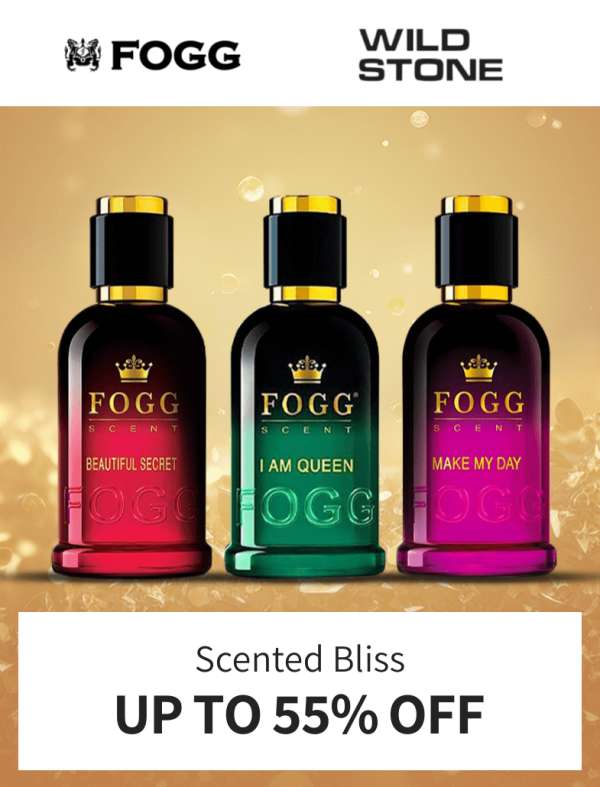 FOGG
WILD
STONE
FOGG
SCENT
BEAUTIFUL SECRET
FOGG
FOGG®
SCENT
I AM QUEEN
FOGG
FOGG
SCENT
MAKE MY DAY
FOGG
Scented Bliss
UP TO 55% OFF